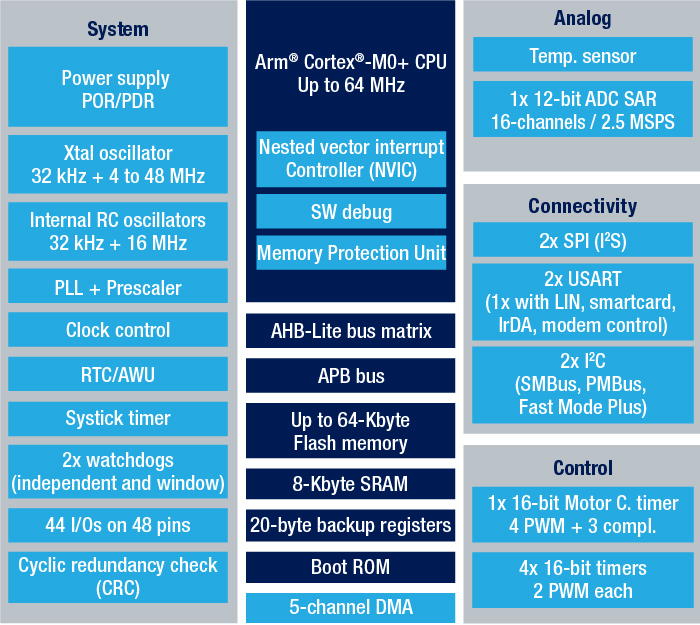 System
Power supply
POR/PDR
Xtal oscillator
32 kHz + 4 to 48 MHz
Internal RC oscillators
32 kHz + 16 MHz
PLL + Prescaler
Clock control
RTC/AWU
Systick timer
2x watchdogs
(independent and window)
44 I/Os on 48 pins
Cyclic redundancy check
(CRC)
Arm® Cortex®-M0+ CPU
Up to 64 MHz
Nested vector interrupt
Controller (NVIC)
SW debug
Memory Protection Unit
AHB-Lite bus matrix
APB bus
Up to 64-Kbyte
Flash memory
8-Kbyte SRAM
20-byte backup registers
Boot ROM
5-channel DMA
Analog
Temp. sensor
1x 12-bit ADC SAR
16-channels / 2.5 MSPS
Connectivity
2x SPI (I²S)
2x USART
(1x with LIN, smartcard,
IrDA, modem control)
2x I²C
(SMBus, PMBus,
Fast Mode Plus)
Control
1x 16-bit Motor C. timer
4 PWM + 3 compl.
4x 16-bit timers
2 PWM each